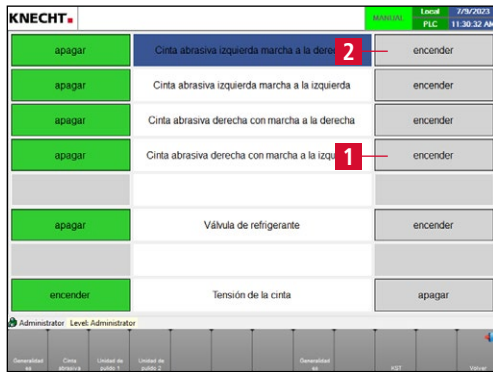 KNECHT
MANUAL Local 7/9/2023
PLC 11:30:32 AM
apagar Cinta abrasiva izquierda marcha a la derecha 2 encender
apagar Cinta abrasiva izquierda marcha a la izquierda encender
apagar Cinta abrasiva derecha con marcha a la derecha encender
apagar Cinta abrasiva derecha con marcha a la izqu 1 encender
apagar Válvula de refrigerante encender
encender Tensión de la cinta apagar
Administrator Level: Administrator
Generalidad es Cinta abrasiva Unidad de pulido 1 Unidad de pulido 2 Generalidad es KST Volver